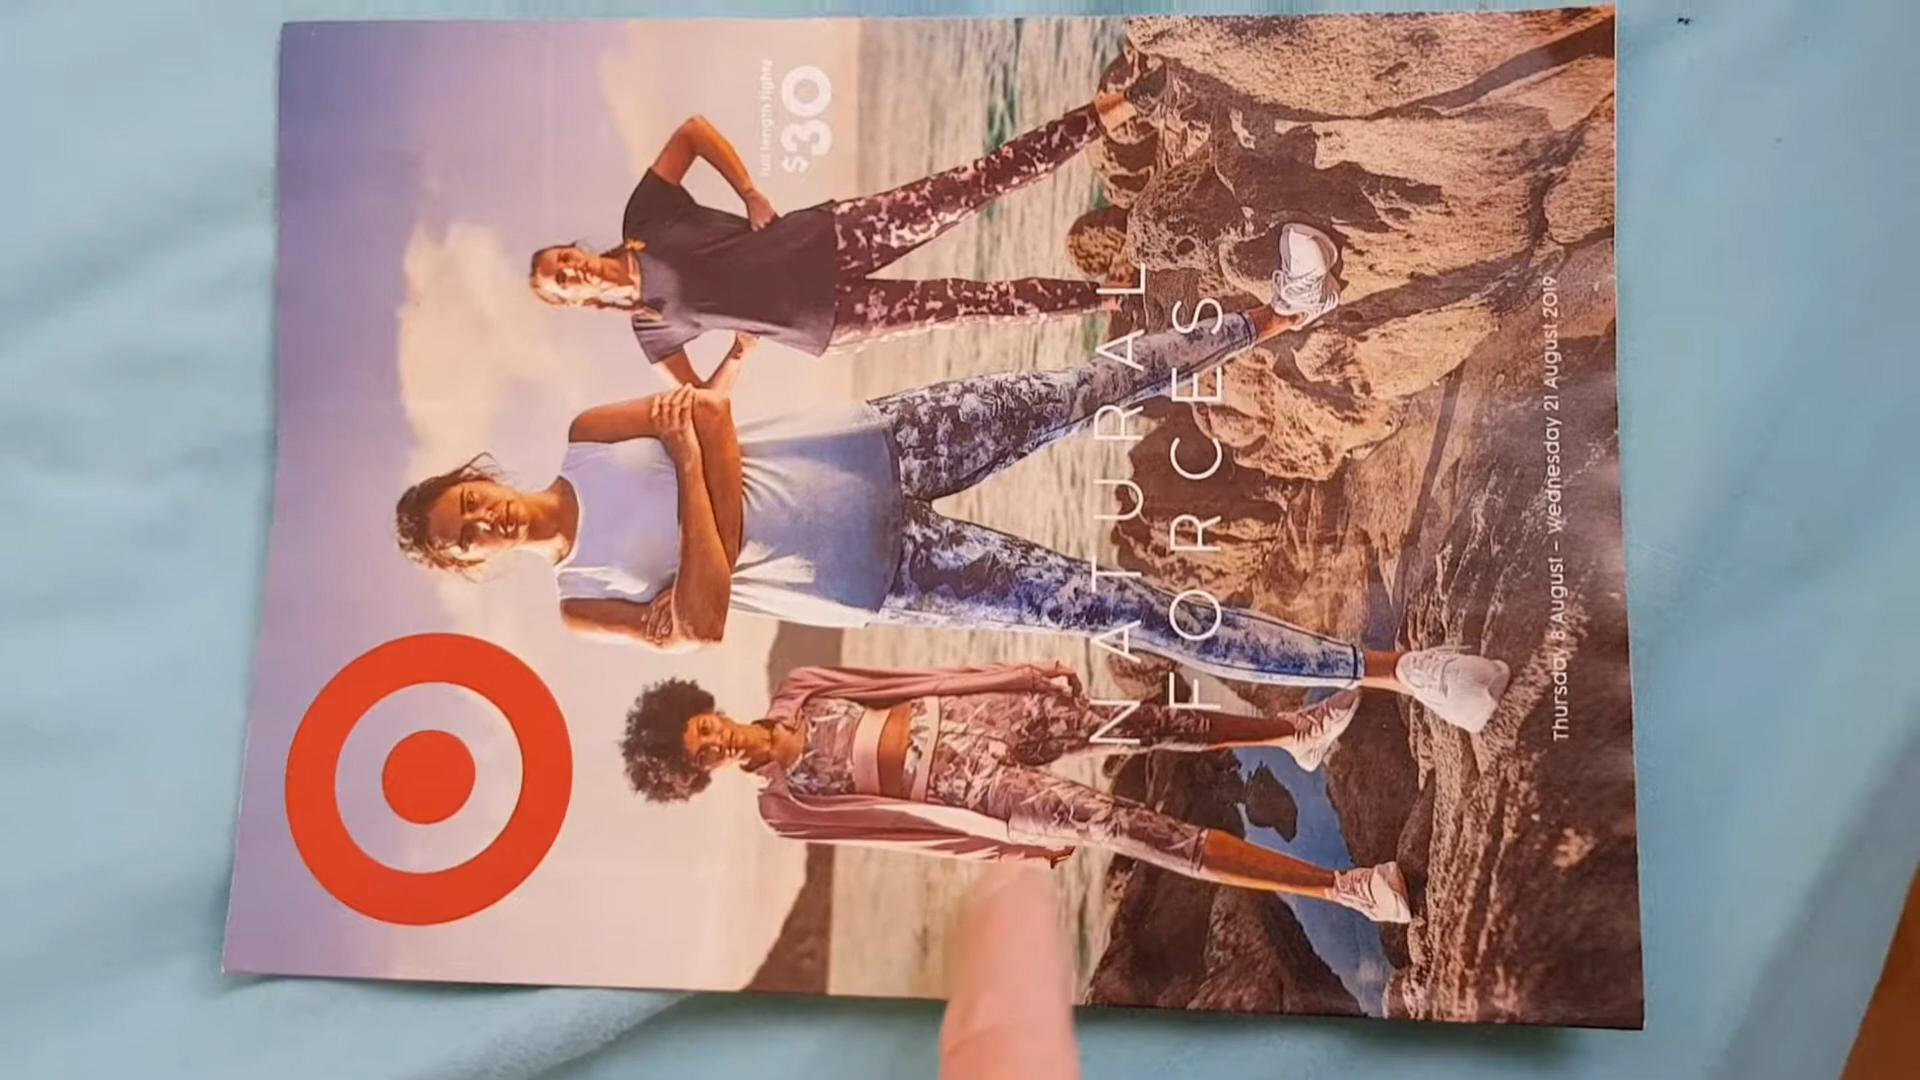 full length tights
$30
NATURAL
FORCES
Thursday 8 August – Wednesday 21 August 2019